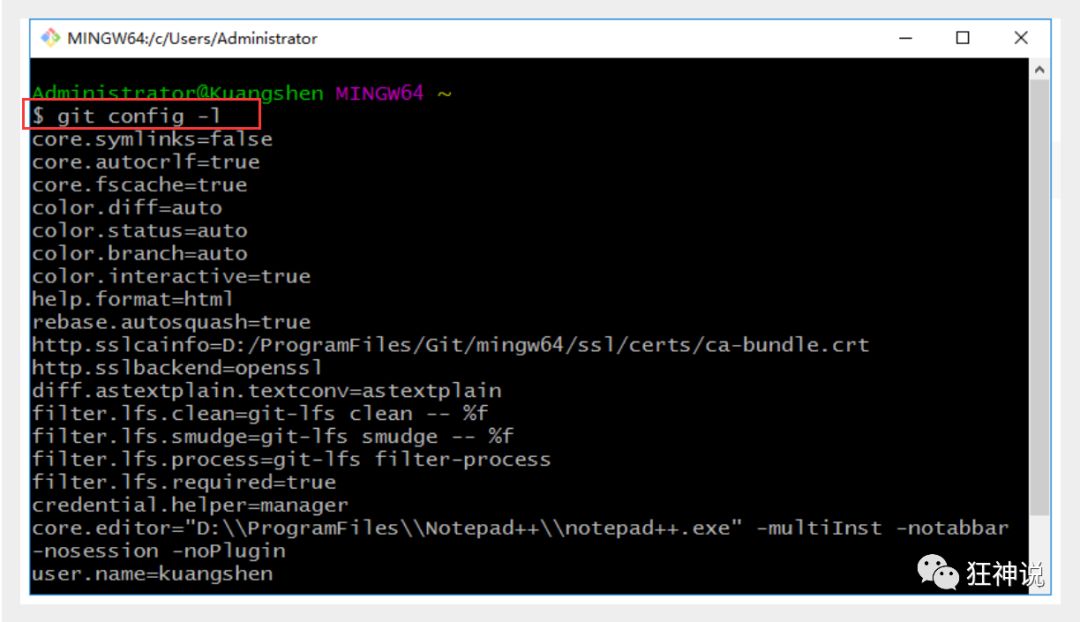 MINGW64:/c/Users/Administrator
Administrator@Kuangshen MINGW64 ~
$ git config -l
core.symlinks=false
core.autocrlf=true
core.fscache=true
color.diff=auto
color.status=auto
color.branch=auto
color.interactive=true
help.format=html
rebase.autosquash=true
http.sslcainfo=D:/ProgramFiles/Git/mingw64/ssl/certs/ca-bundle.crt
http.sslbackend=openssl
diff.astextplain.textconv=astextplain
filter.lfs.clean=git-lfs clean -- %f
filter.lfs.smudge=git-lfs smudge -- %f
filter.lfs.process=git-lfs filter-process
filter.lfs.required=true
credential.helper=manager
core.editor="D:\\ProgramFiles\\Notepad++\\notepad++.exe" -multiInst -notabbar
-nosession -noPlugin
user.name=kuangshen
狂神说